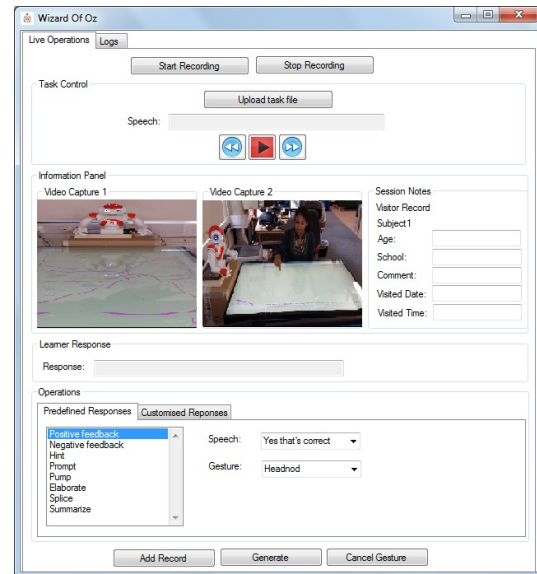 Wizard Of Oz
Live Operations Logs
Start Recording Stop Recording
Task Control
Upload task file
Speech:
Information Panel
Video Capture 1 Video Capture 2 Session Notes
Visitor Record
Subject1
Age:
School:
Comment:
Visited Date:
Visited Time:
Learner Response
Response:
Operations
Predefined Responses Customised Reponses
Positive feedback
Negative feedback
Hint
Prompt
Pump
Elaborate
Splice
Summarize
Speech: Yes that's correct
Gesture: Headnod
Add Record Generate Cancel Gesture